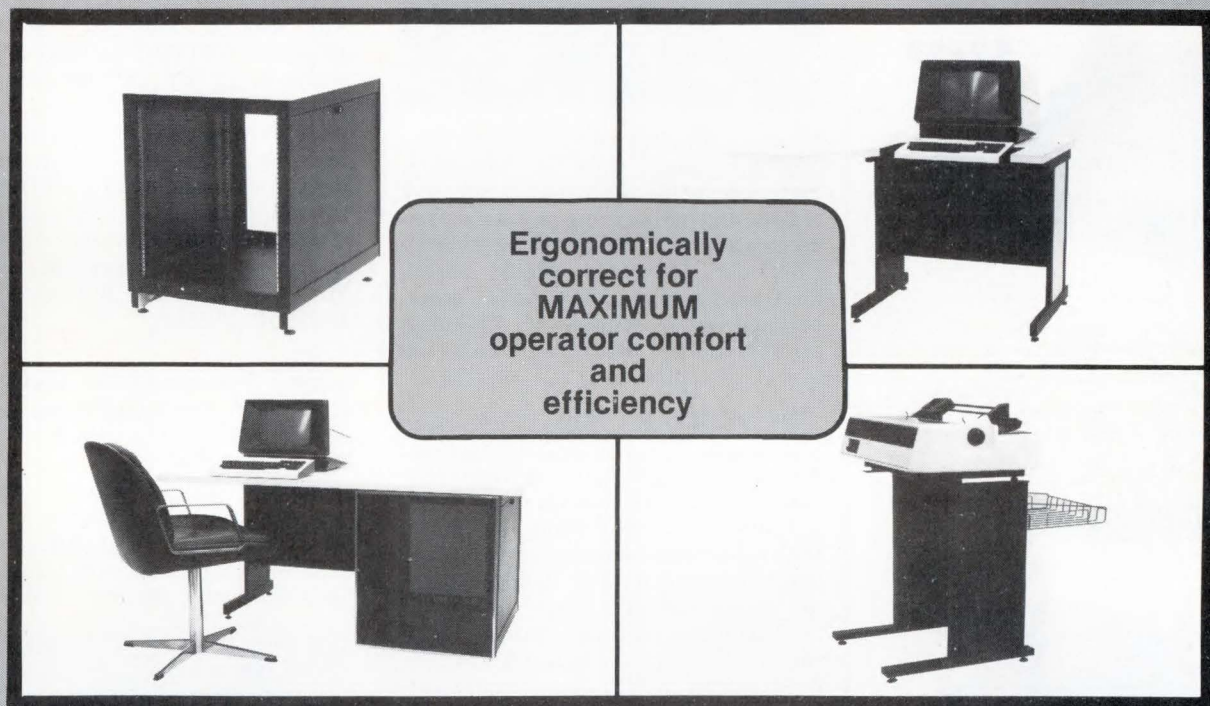 Ergonomically
correct for
MAXIMUM
operator comfort
and
efficiency